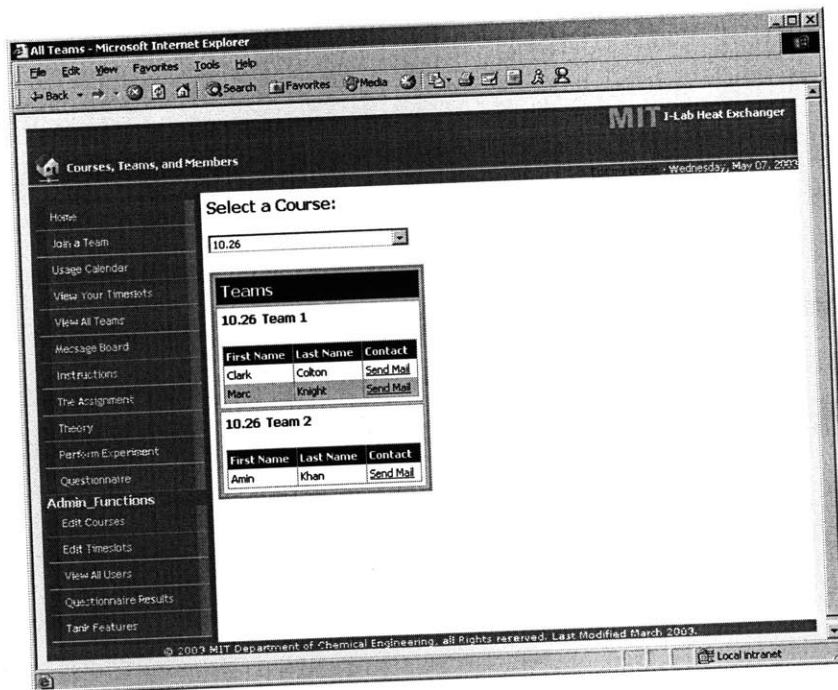 All Teams - Microsoft Internet Explorer
File Edit View Favorites Tools Help
Back Search Favorites Media
MIT I-Lab Heat Exchanger
Courses, Teams, and Members
- Wednesday, May 07, 2003
Home
Join a Team
Usage Calendar
View Your Timeslots
View All Teams
Message Board
Instructions
The Assignment
Theory
Perform Experiment
Questionnaire
Admin_Functions
Edit Courses
Edit Timeslots
View All Users
Questionnaire Results
Tank Features
Select a Course:
10.26
Teams
10.26 Team 1
First Name Last Name Contact
Clark Colton Send Mail
Marc Knight Send Mail
10.26 Team 2
First Name Last Name Contact
Amin Khan Send Mail
© 2003 MIT Department of Chemical Engineering, all Rights reserved. Last Modified March 2003.
Local intranet